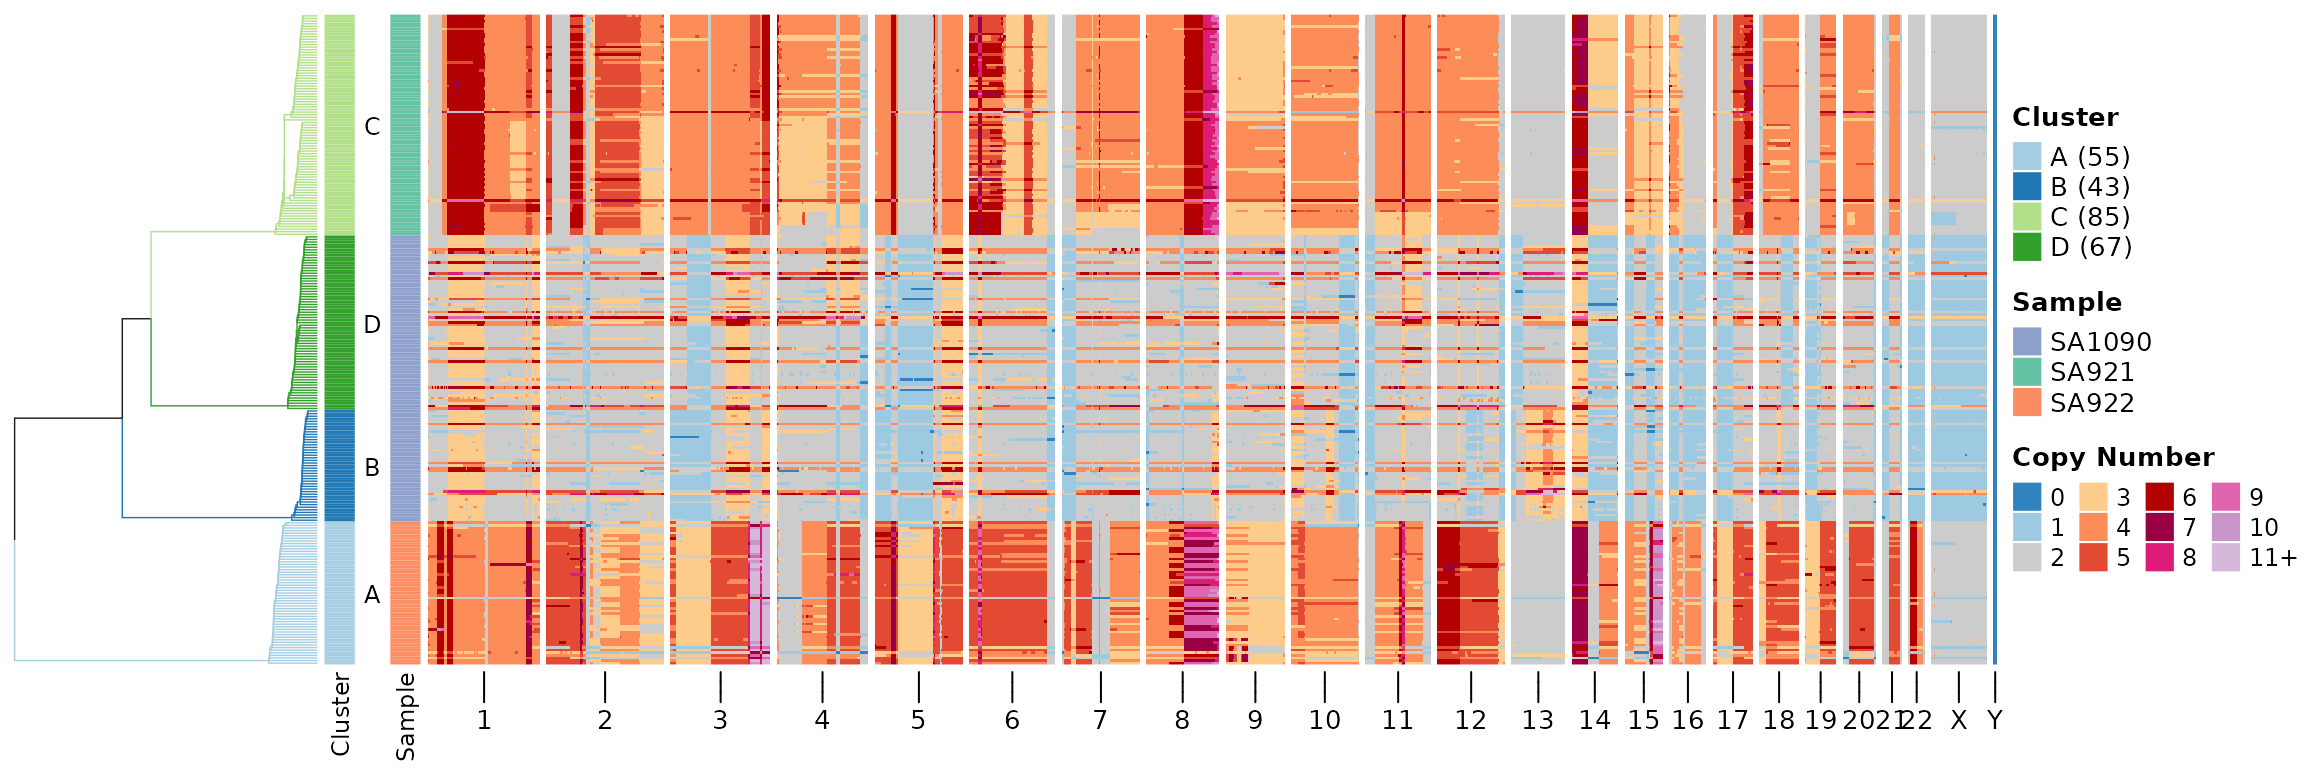 C
D
B
A
Cluster
Sample
1 2 3 4 5 6 7 8 9 10 11 12 13 14 15 16 17 18 19 20 21 22 X Y
Cluster
A (55)
B (43)
C (85)
D (67)
Sample
SA1090
SA921
SA922
Copy Number
0 3 6 9
1 4 7 10
2 5 8 11+